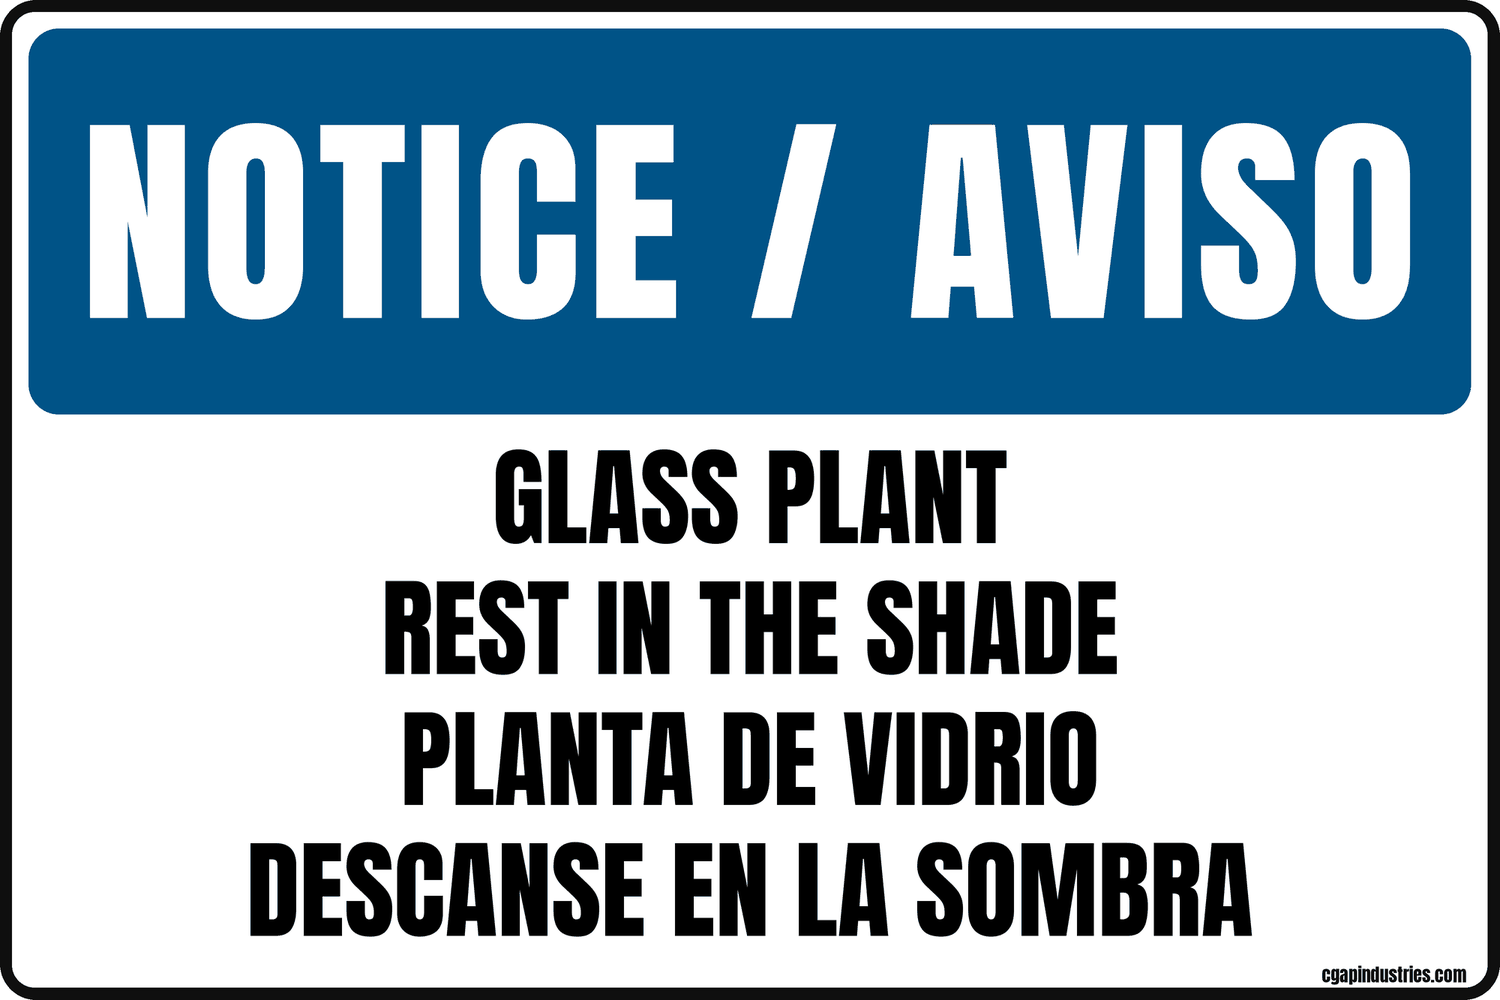 NOTICE / AVISO
GLASS PLANT
REST IN THE SHADE
PLANTA DE VIDRIO
DESCANSE EN LA SOMBRA
cgapindustries.com